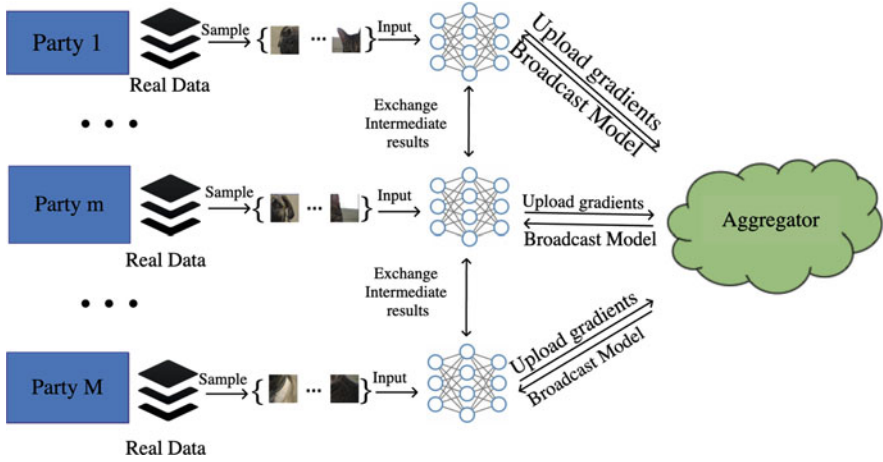 Party 1
Real Data
Sample
{ ... }
Input
Upload gradients
Broadcast Model
Exchange
Intermediate
results
• • •
Party m
Real Data
Sample
{ ... }
Input
Upload gradients
Broadcast Model
Aggregator
Exchange
Intermediate
results
• • •
Party M
Real Data
Sample
{ ... }
Input
Upload gradients
Broadcast Model